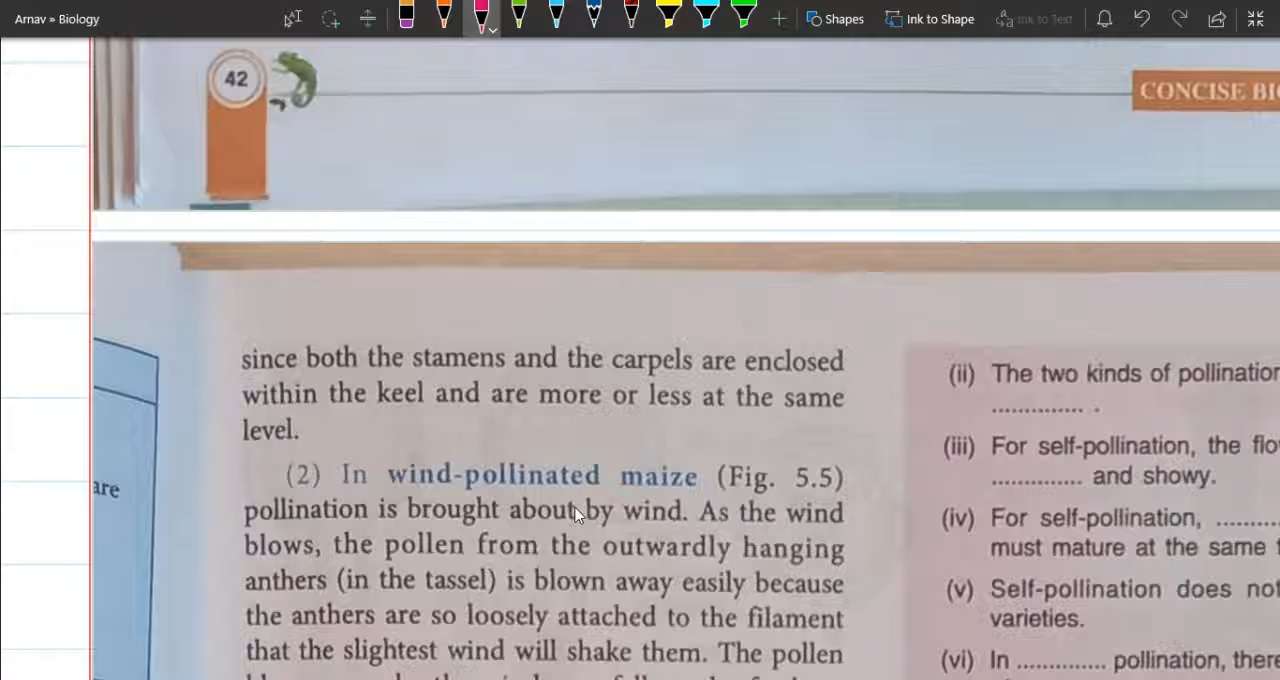 Arnav » Biology
Shapes
Ink to Shape
Ink to Text
42
CONCISE BI
are
since both the stamens and the carpels are enclosed
within the keel and are more or less at the same
level.
(2) In wind-pollinated maize (Fig. 5.5)
pollination is brought about by wind. As the wind
blows, the pollen from the outwardly hanging
anthers (in the tassel) is blown away easily because
the anthers are so loosely attached to the filament
that the slightest wind will shake them. The pollen
(ii) The two kinds of pollination
.............. .
(iii) For self-pollination, the flo
.............. and showy.
(iv) For self-pollination, .........
must mature at the same
(v) Self-pollination does not
varieties.
(vi) In .............. pollination, there